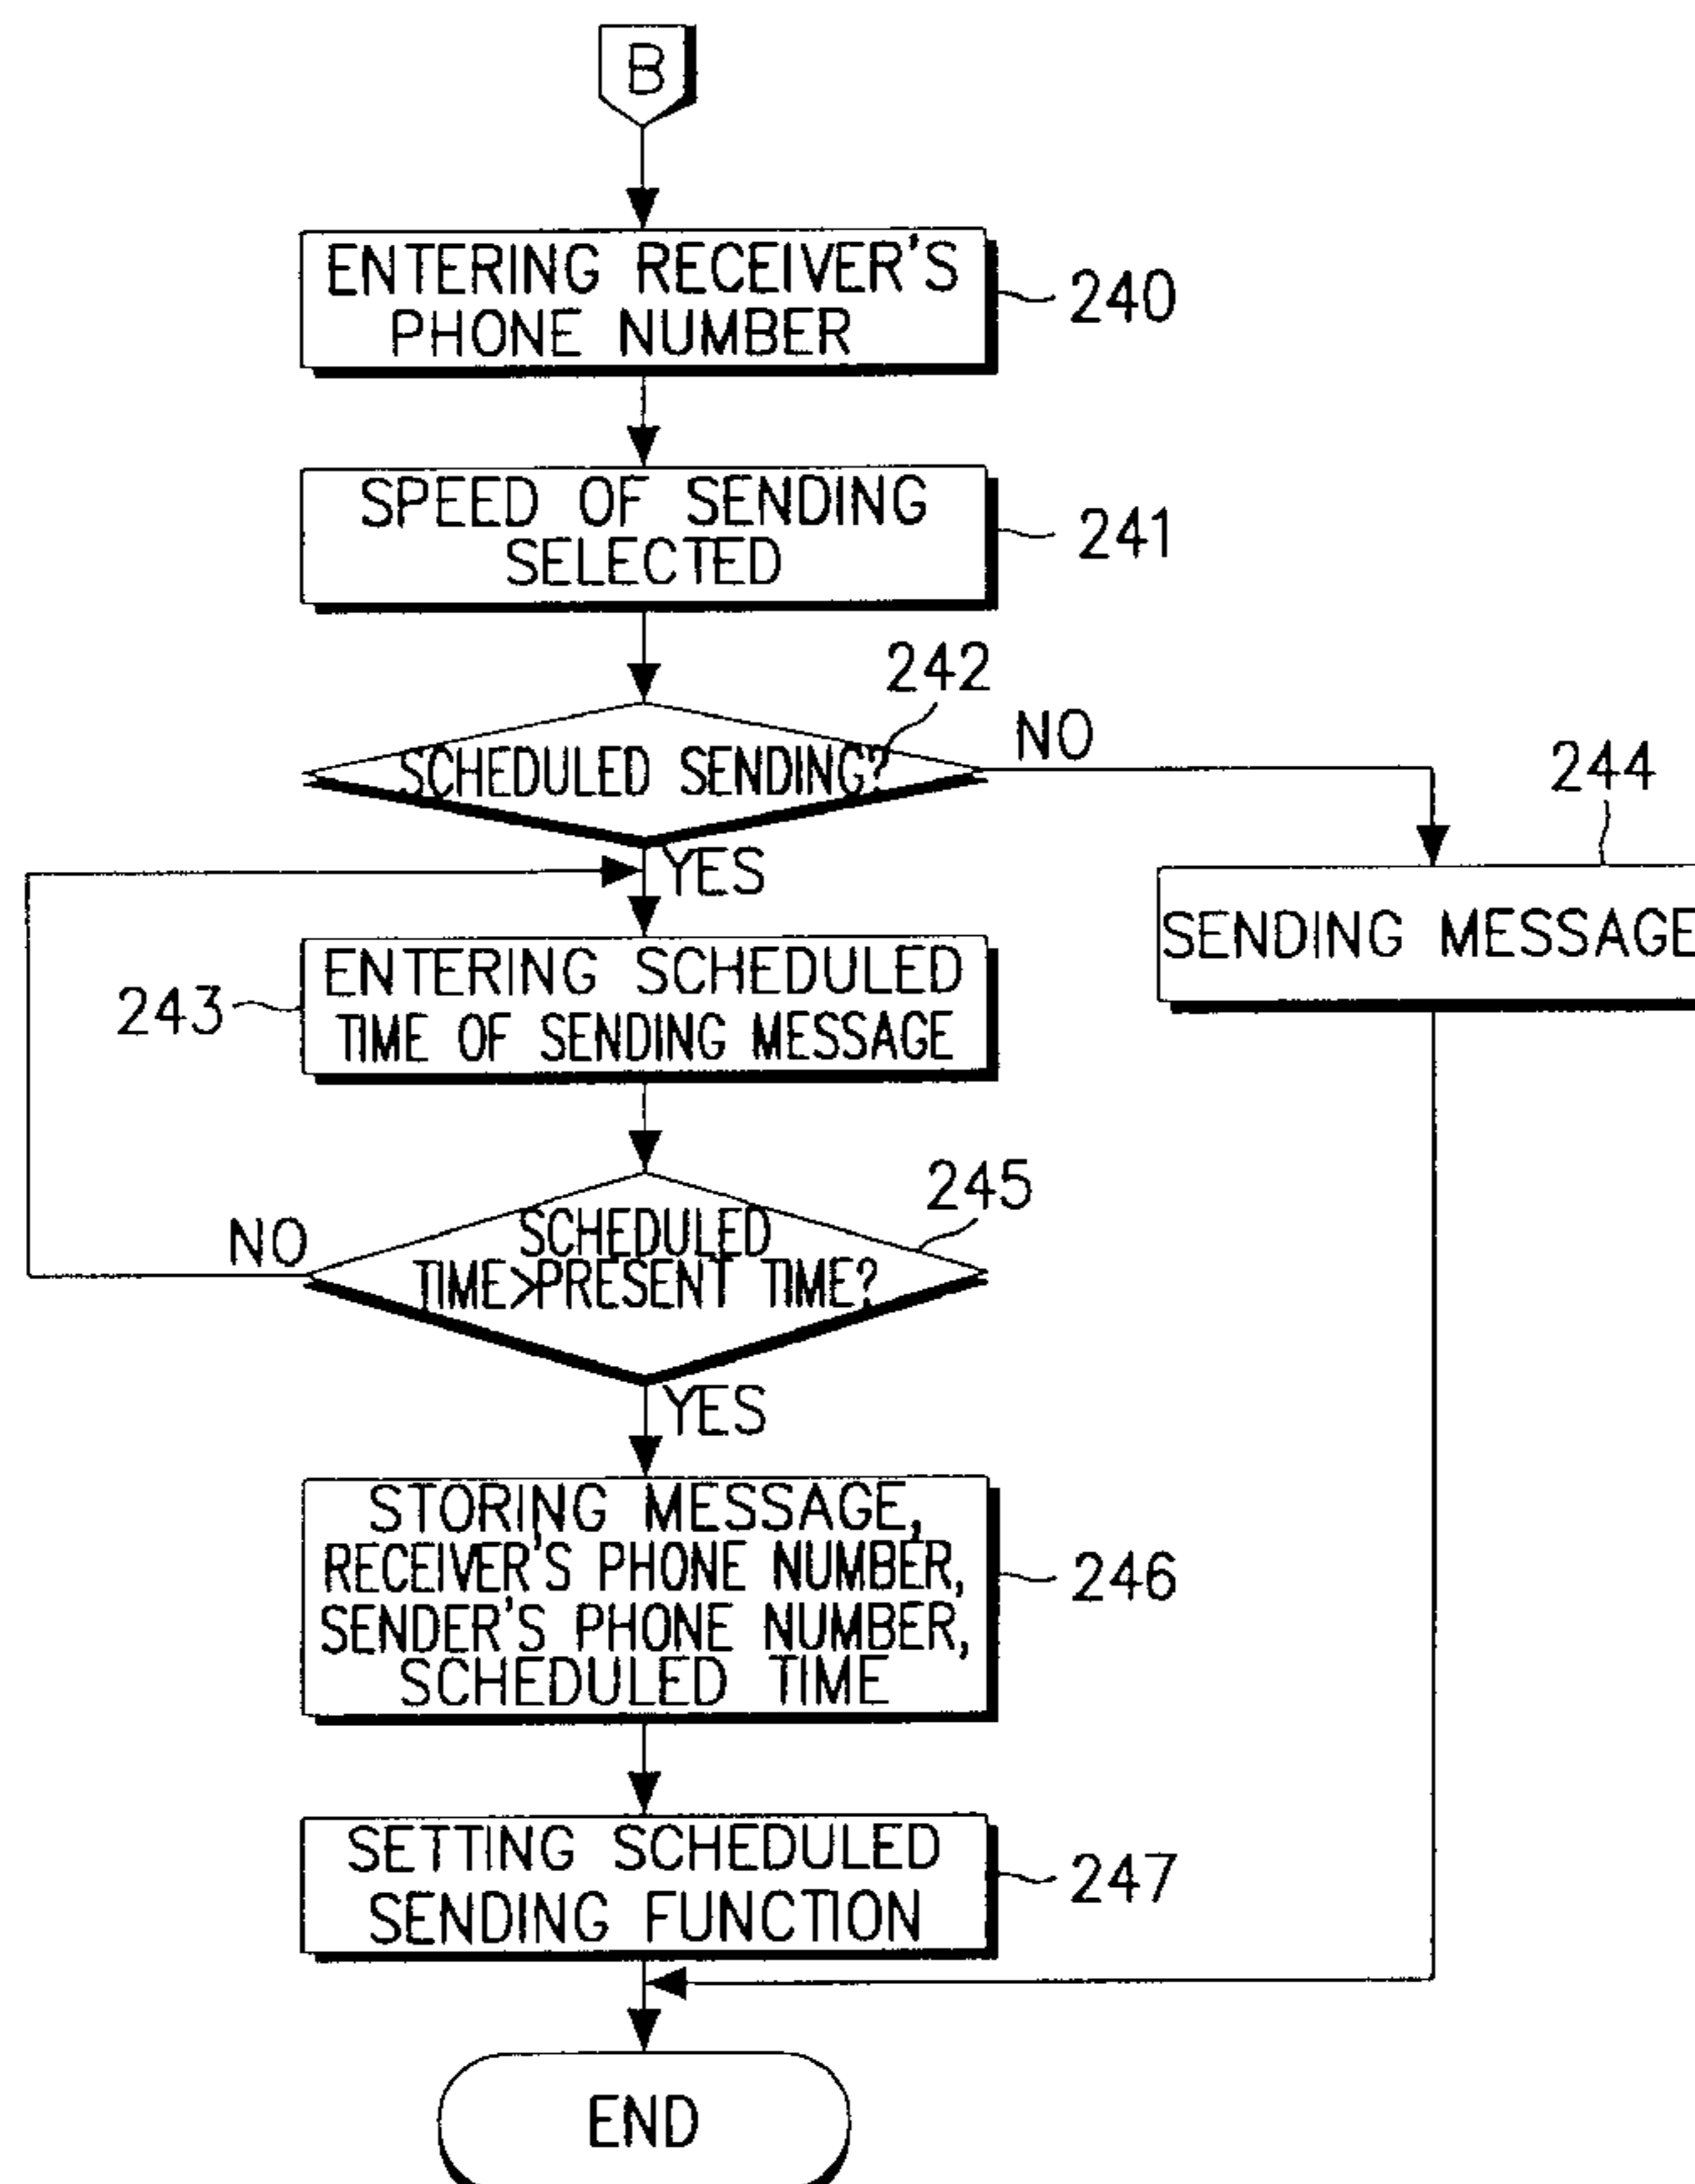 B
ENTERING RECEIVER'S
PHONE NUMBER
240
SPEED OF SENDING
SELECTED
241
242
SCHEDULED SENDING?
NO
244
YES
SENDING MESSAGE
ENTERING SCHEDULED
TIME OF SENDING MESSAGE
243
245
SCHEDULED
TIME>PRESENT TIME?
NO
YES
STORING MESSAGE,
RECEIVER'S PHONE NUMBER,
SENDER'S PHONE NUMBER,
SCHEDULED TIME
246
SETTING SCHEDULED
SENDING FUNCTION
247
END